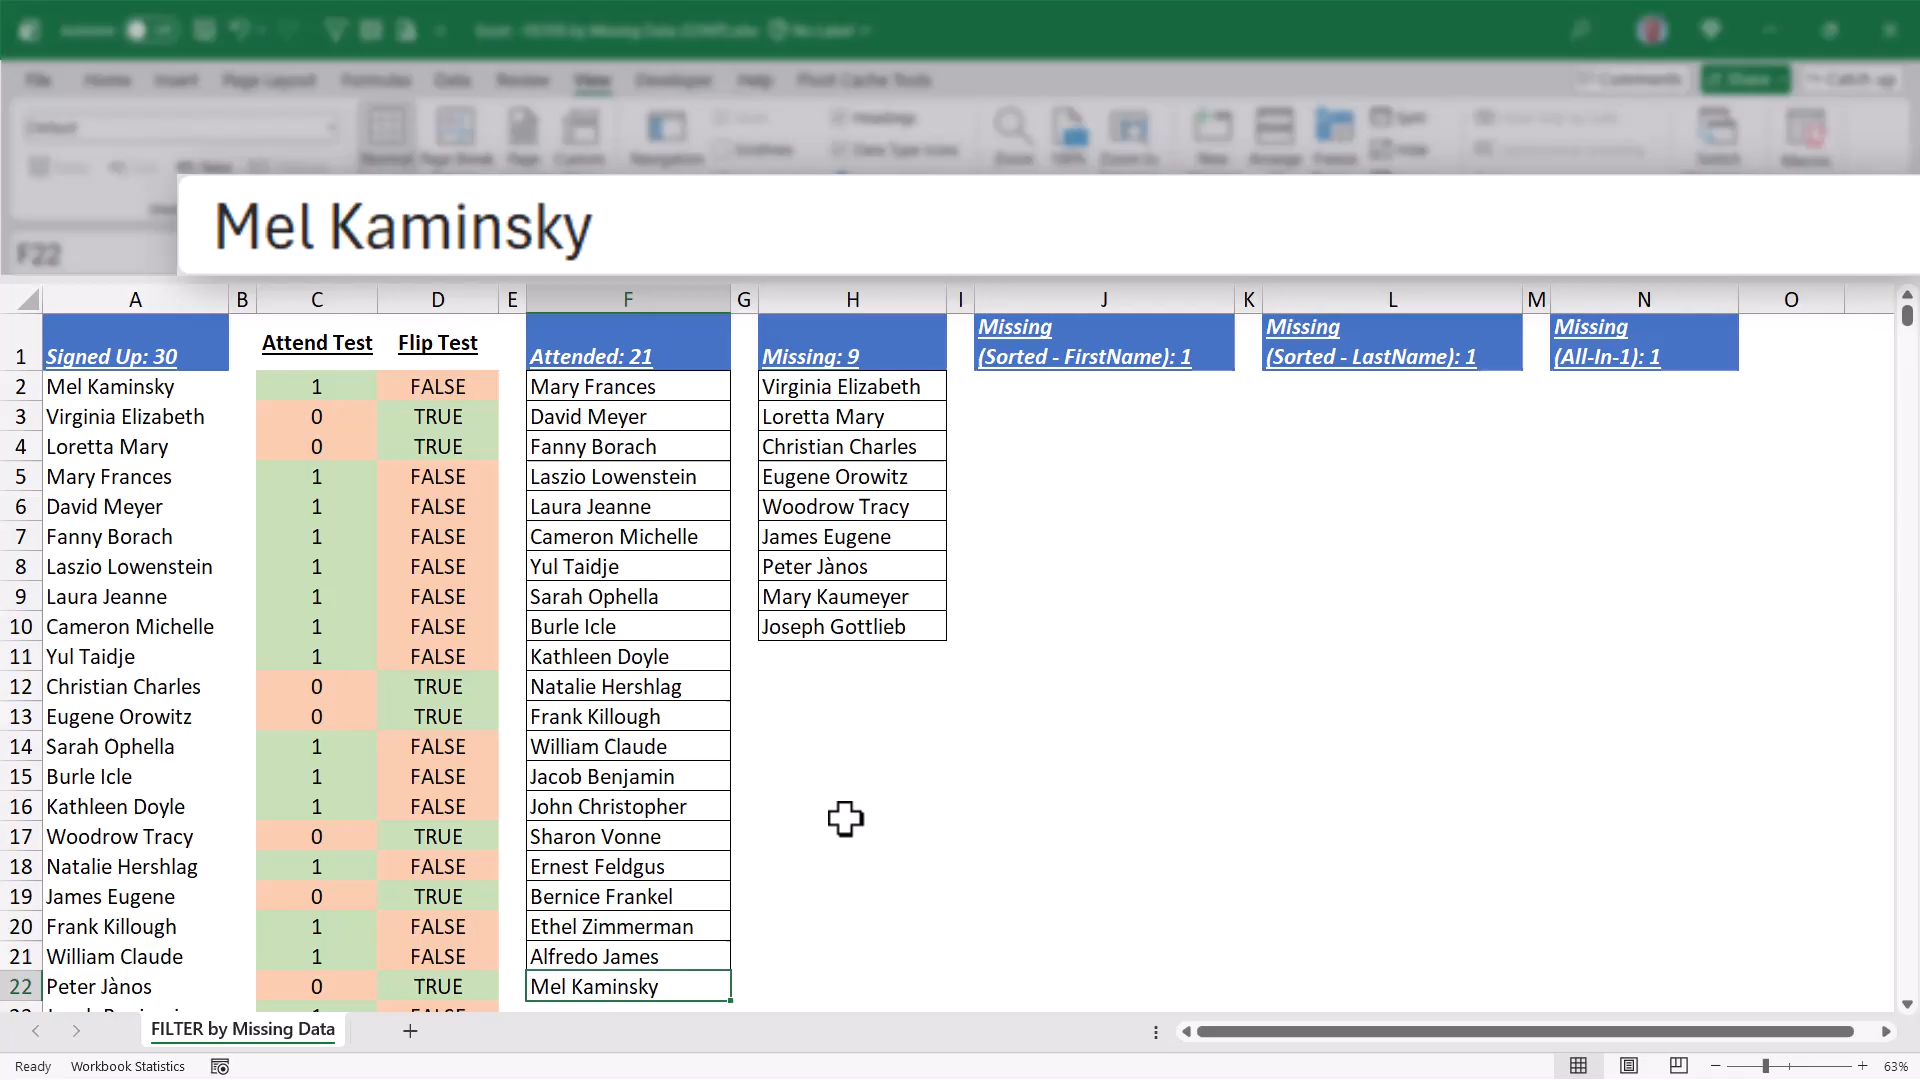 File Home Insert Page Layout Formulas Data Review View Developer Help Pivot Cache Tools
Comments Share Catch up
Default
Headings
Mel Kaminsky
F22
A B C D E F G H I J K L M N O
1 Signed Up: 30 Attend Test Flip Test Attended: 21 Missing: 9 Missing (Sorted - FirstName): 1 Missing (Sorted - LastName): 1 Missing (All-In-1): 1
2 Mel Kaminsky 1 FALSE Mary Frances Virginia Elizabeth
3 Virginia Elizabeth 0 TRUE David Meyer Loretta Mary
4 Loretta Mary 0 TRUE Fanny Borach Christian Charles
5 Mary Frances 1 FALSE Laszio Lowenstein Eugene Orowitz
6 David Meyer 1 FALSE Laura Jeanne Woodrow Tracy
7 Fanny Borach 1 FALSE Cameron Michelle James Eugene
8 Laszio Lowenstein 1 FALSE Yul Taidje Peter Jànos
9 Laura Jeanne 1 FALSE Sarah Ophella Mary Kaumeyer
10 Cameron Michelle 1 FALSE Burle Icle Joseph Gottlieb
11 Yul Taidje 1 FALSE Kathleen Doyle
12 Christian Charles 0 TRUE Natalie Hershlag
13 Eugene Orowitz 0 TRUE Frank Killough
14 Sarah Ophella 1 FALSE William Claude
15 Burle Icle 1 FALSE Jacob Benjamin
16 Kathleen Doyle 1 FALSE John Christopher
17 Woodrow Tracy 0 TRUE Sharon Vonne
18 Natalie Hershlag 1 FALSE Ernest Feldgus
19 James Eugene 0 TRUE Bernice Frankel
20 Frank Killough 1 FALSE Ethel Zimmerman
21 William Claude 1 FALSE Alfredo James
22 Peter Jànos 0 TRUE Mel Kaminsky
FILTER by Missing Data
Ready Workbook Statistics 63%